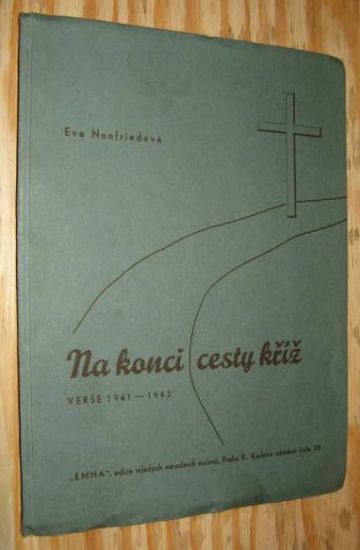 Eva Nonfriedová
Na konci cesty kříž
VERŠE 1941 — 1942
„EMNA", edice mladých národních autorů, Praha II, Karlovo náměstí číslo 24